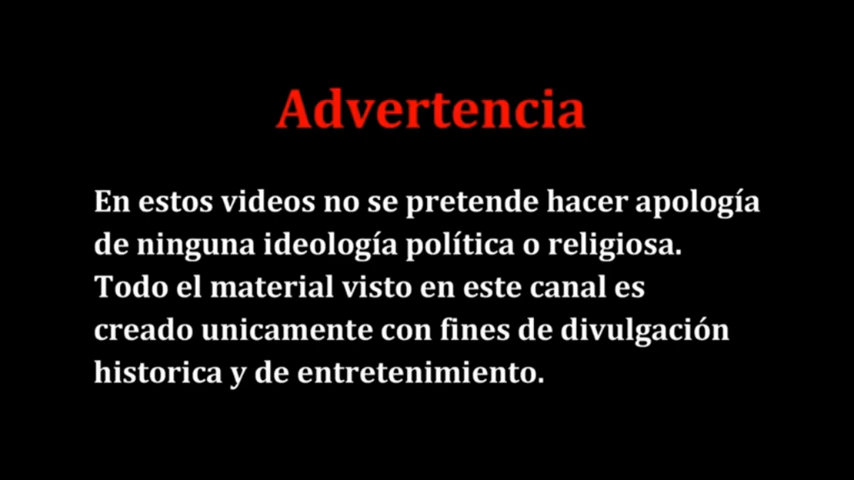 Advertencia
En estos videos no se pretende hacer apología
de ninguna ideología política o religiosa.
Todo el material visto en este canal es
creado unicamente con fines de divulgación
historica y de entretenimiento.